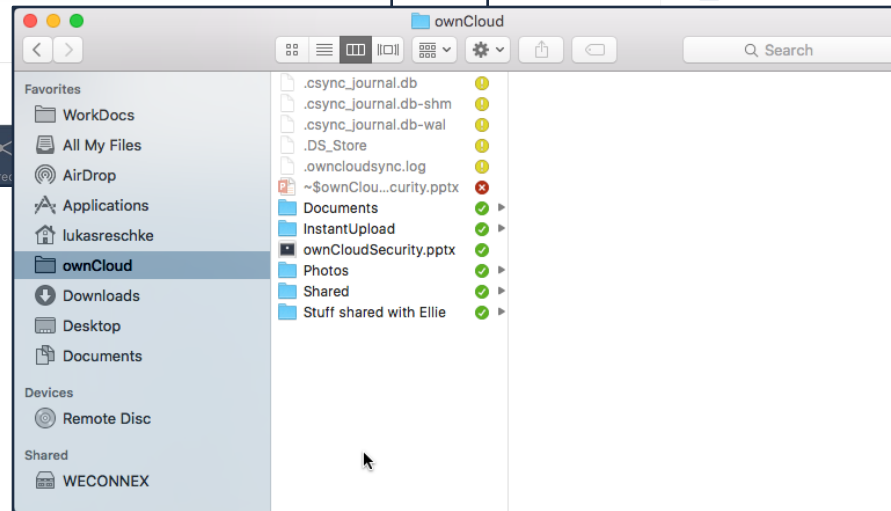 ownCloud
Search
Favorites
WorkDocs
All My Files
AirDrop
Applications
lukasreschke
ownCloud
Downloads
Desktop
Documents
Devices
Remote Disc
Shared
WECONNEX
.csync_journal.db
.csync_journal.db-shm
.csync_journal.db-wal
.DS_Store
.owncloudsync.log
~$ownClou...curity.pptx
Documents
InstantUpload
ownCloudSecurity.pptx
Photos
Shared
Stuff shared with Ellie